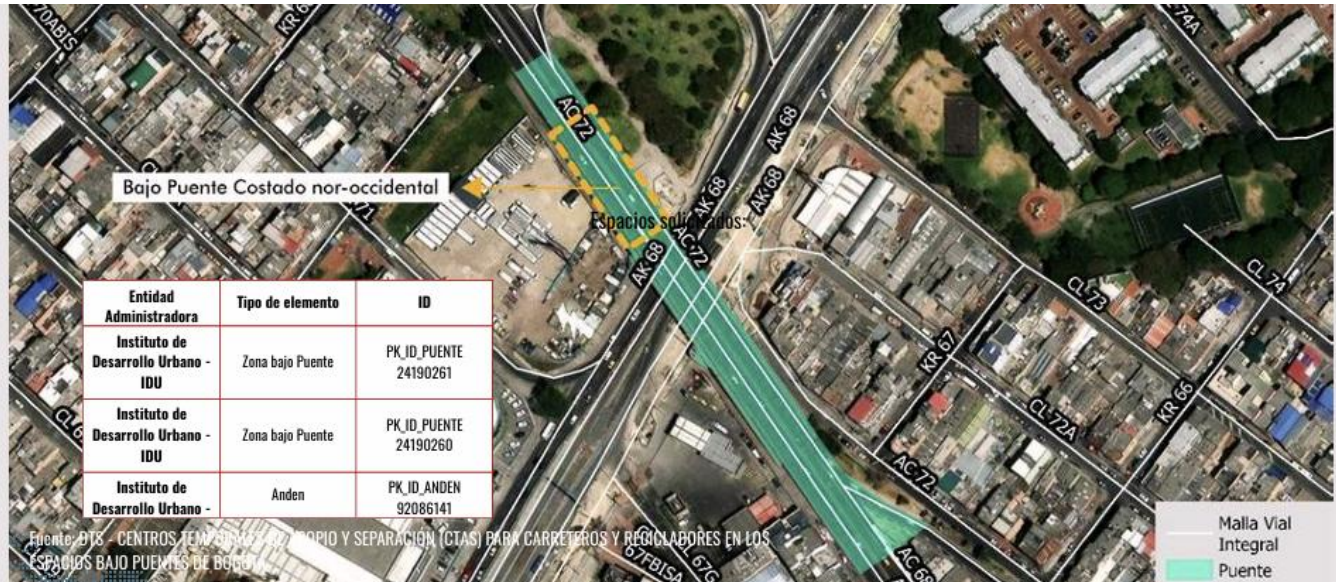 70ABIS
KR 6
CL 74A
AC 72
AK 68
Bajo Puente Costado nor-occidental
71
AK 68
AK 68
Espacios solicitados:
AC 72
AK 68
CL 73
CL 74
Entidad Administradora
Tipo de elemento
ID
Instituto de
Desarrollo Urbano -
IDU
Zona bajo Puente
PK_ID_PUENTE
24190261
Instituto de
Desarrollo Urbano -
IDU
Zona bajo Puente
PK_ID_PUENTE
24190260
Instituto de
Desarrollo Urbano -
Anden
PK_ID_ANDEN
92086141
KR 67
KR 66
CL 72A
AC 72
CL 6
CL 67G
67FBISA
AC 68
Fuente: DTS - CENTROS TEMPORALES DE ACOPIO Y SEPARACIÓN (CTAS) PARA CARRETEROS Y RECICLADORES EN LOS
ESPACIOS BAJO PUENTES DE BOGOTÁ
Malla Vial
Integral
Puente